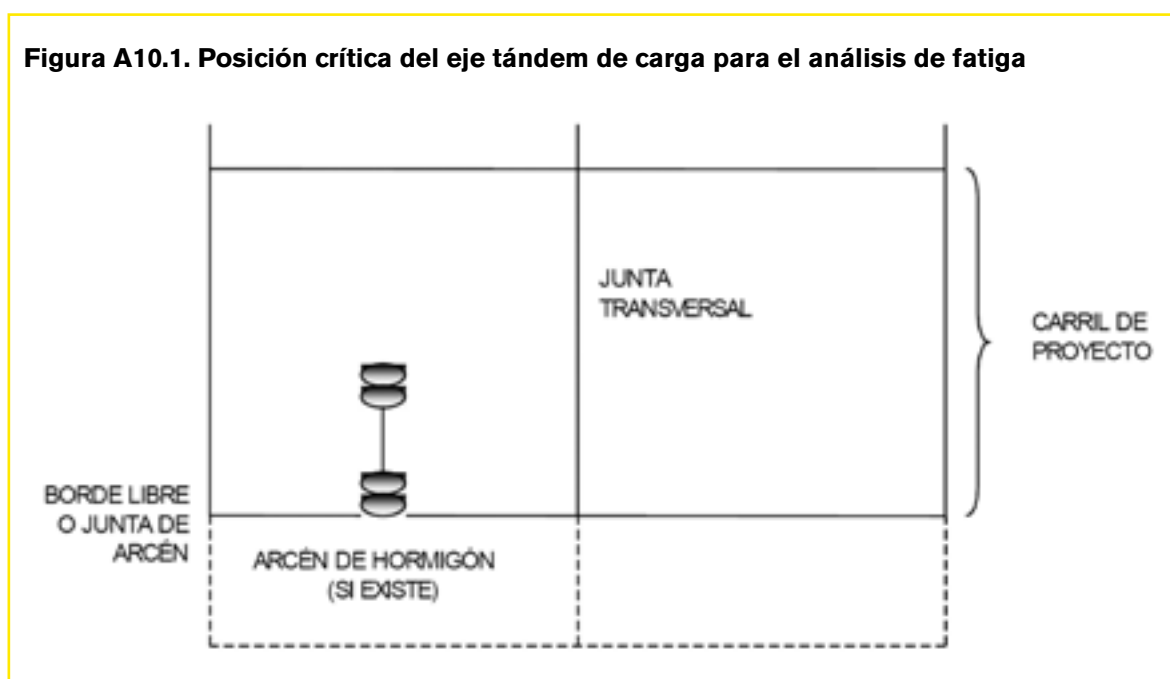 Figura A10.1. Posición crítica del eje tándem de carga para el análisis de fatiga
JUNTA
TRANSVERSAL
CARRIL DE
PROYECTO
BORDE LIBRE
O JUNTA DE
ARCÉN
ARCÉN DE HORMIGÓN
(SI EXISTE)